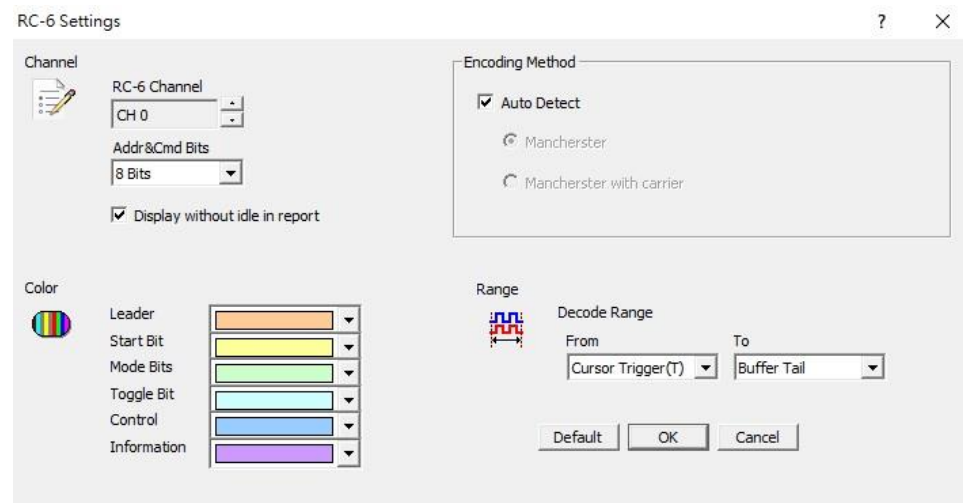 RC-6 Settings
Channel
RC-6 Channel
CH 0
Addr&Cmd Bits
8 Bits
Display without idle in report
Encoding Method
Auto Detect
Mancherster
Mancherster with carrier
Color
Leader
Start Bit
Mode Bits
Toggle Bit
Control
Information
Range
Decode Range
From To
Cursor Trigger(T) Buffer Tail
Default OK Cancel